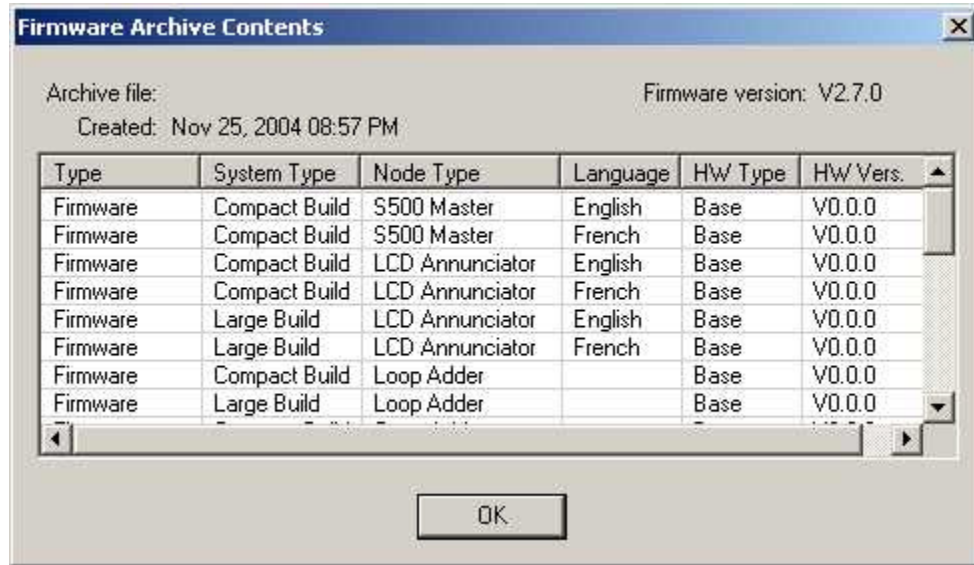 Firmware Archive Contents
Archive file: Firmware version: V2.7.0
Created: Nov 25, 2004 08:57 PM
Type System Type Node Type Language HW Type HW Vers.
Firmware Compact Build S500 Master English Base V0.0.0
Firmware Compact Build S500 Master French Base V0.0.0
Firmware Compact Build LCD Annunciator English Base V0.0.0
Firmware Compact Build LCD Annunciator French Base V0.0.0
Firmware Large Build LCD Annunciator English Base V0.0.0
Firmware Large Build LCD Annunciator French Base V0.0.0
Firmware Compact Build Loop Adder Base V0.0.0
Firmware Large Build Loop Adder Base V0.0.0
OK